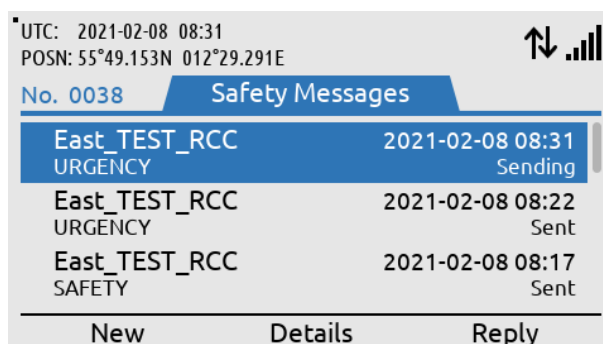 UTC: 2021-02-08 08:31
POSN: 55°49.153N 012°29.291E
No. 0038 Safety Messages
East_TEST_RCC 2021-02-08 08:31
URGENCY Sending
East_TEST_RCC 2021-02-08 08:22
URGENCY Sent
East_TEST_RCC 2021-02-08 08:17
SAFETY Sent
New Details Reply